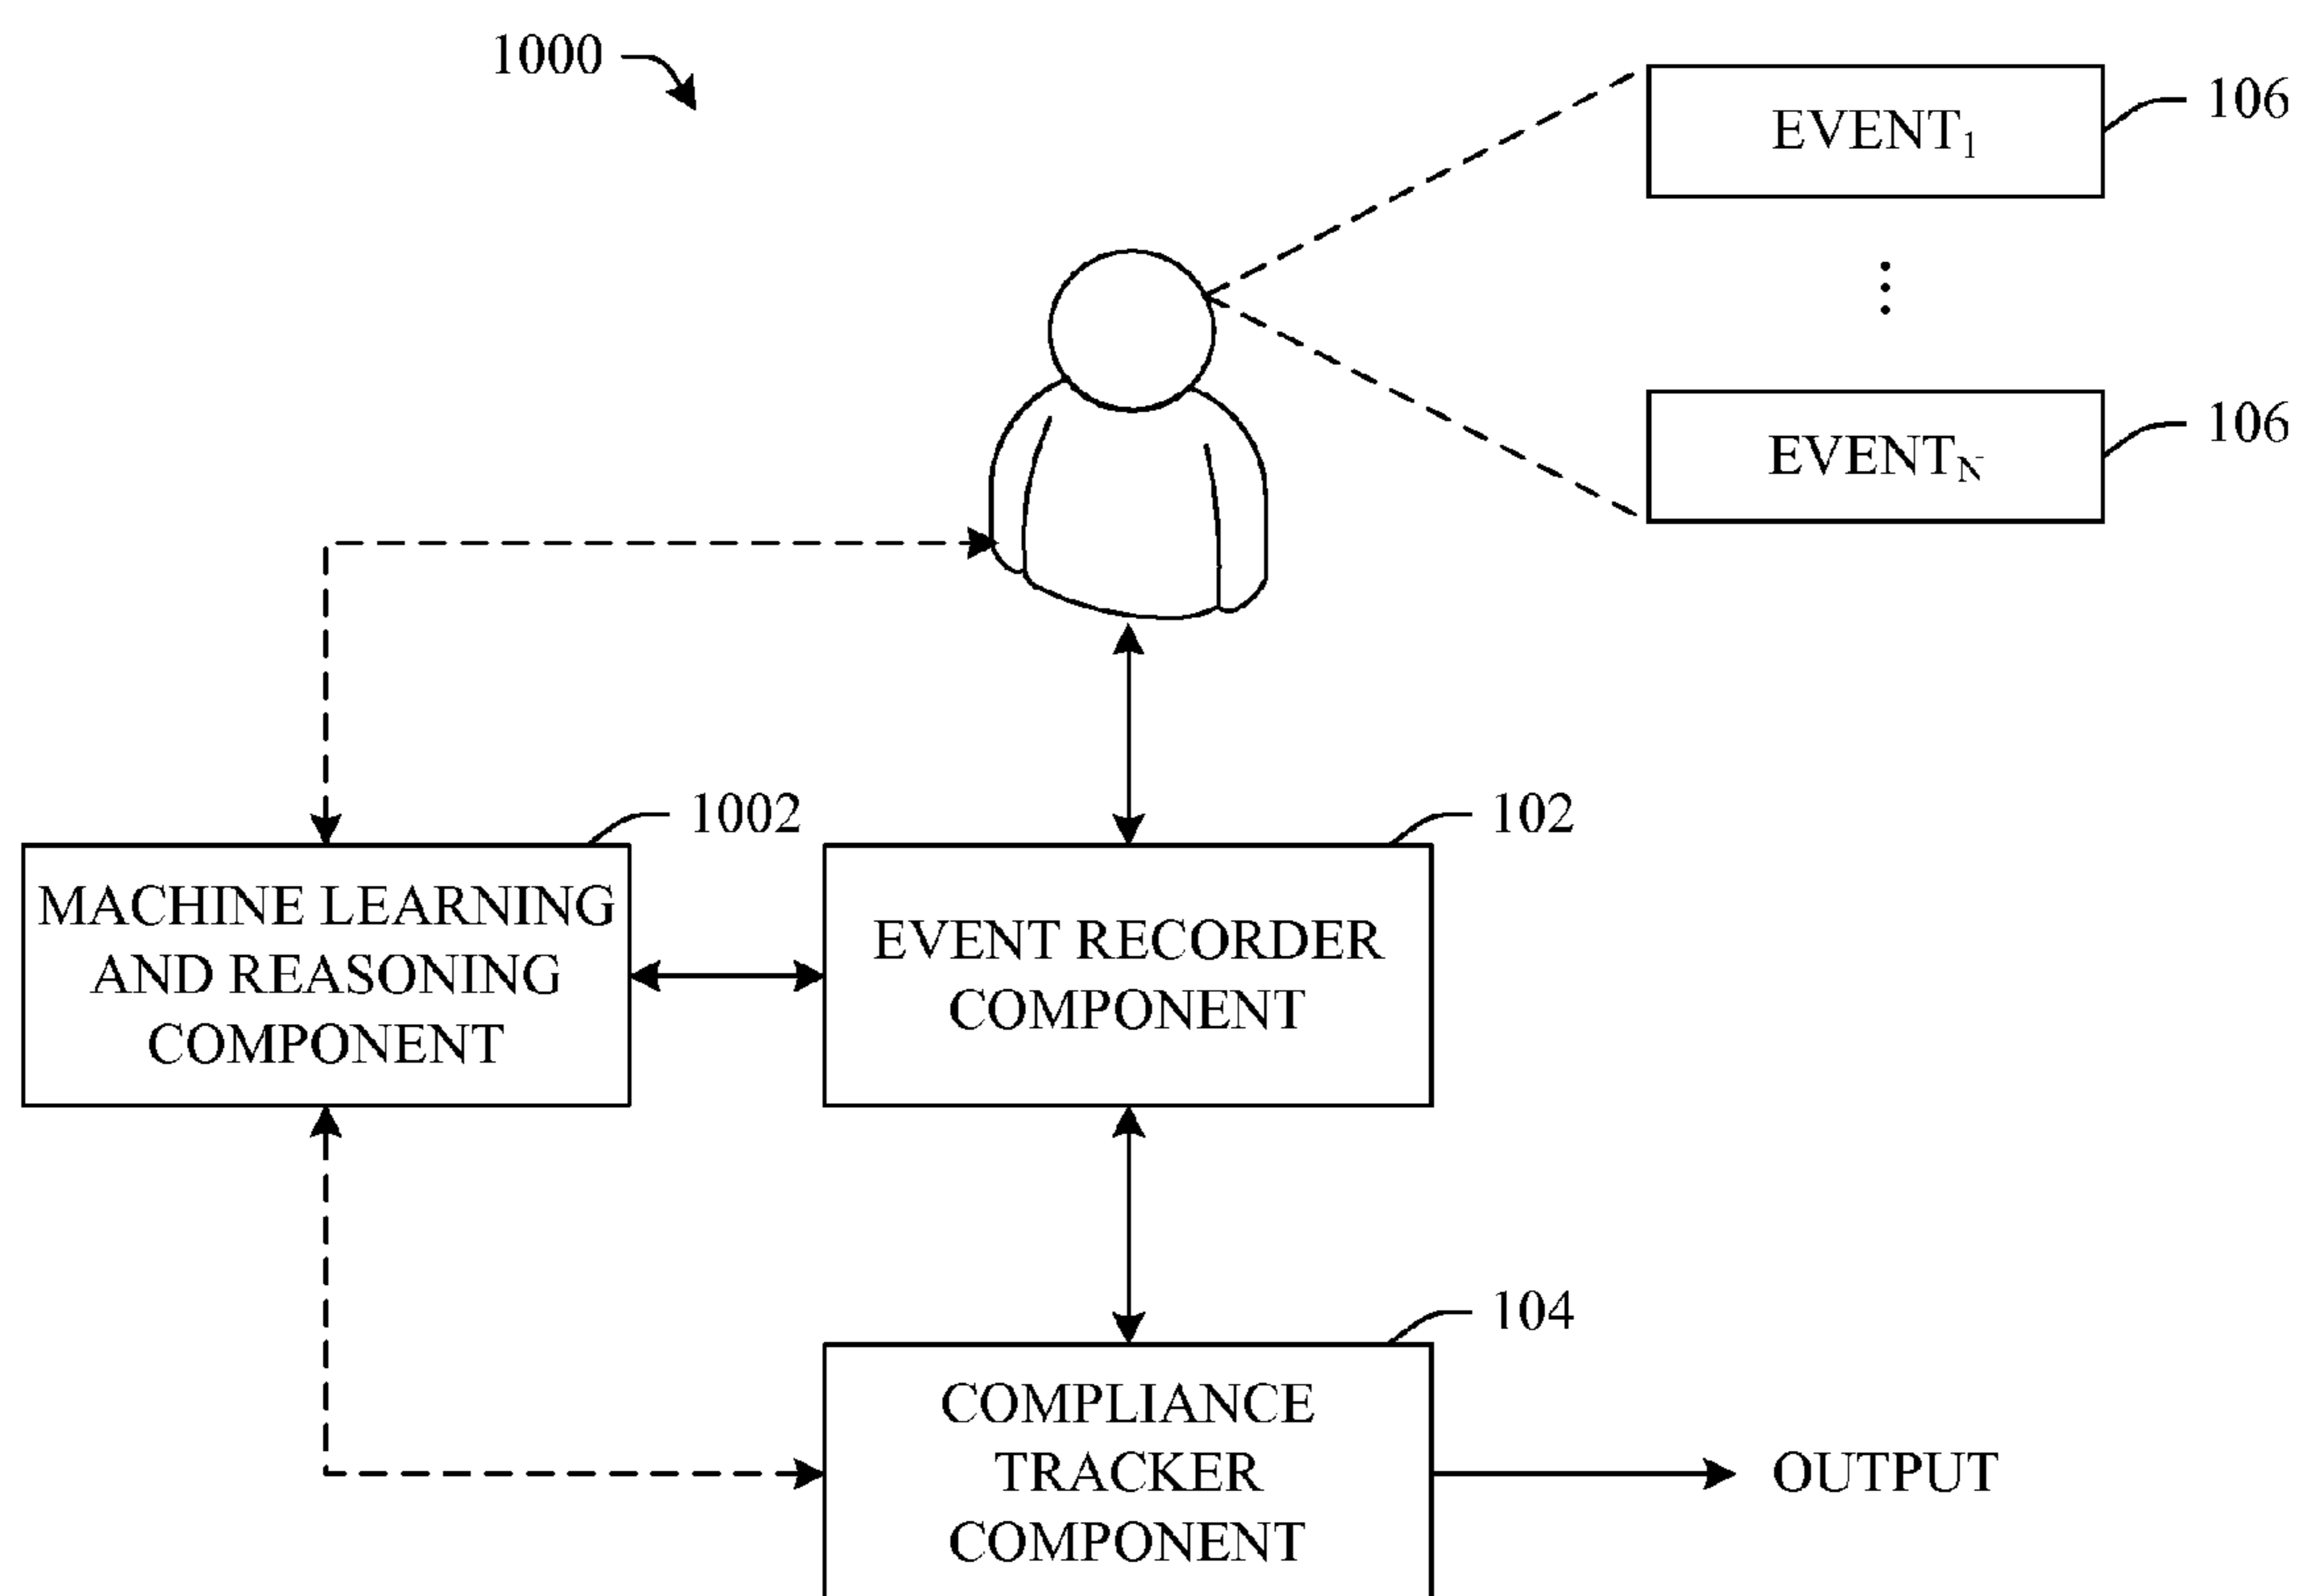 1000
EVENT₁
106
EVENT_N
106
1002
102
MACHINE LEARNING
AND REASONING
COMPONENT
EVENT RECORDER
COMPONENT
104
COMPLIANCE
TRACKER
COMPONENT
OUTPUT